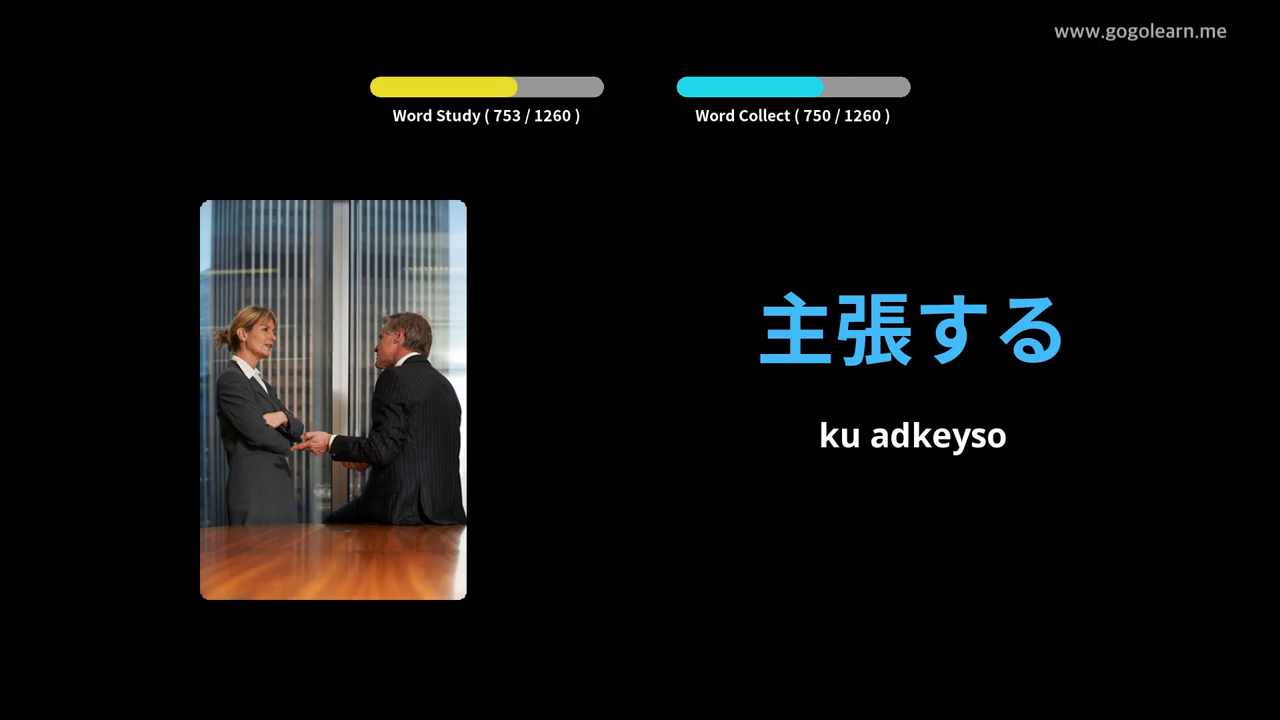 www.gogolearn.me
Word Study ( 753 / 1260 )
Word Collect ( 750 / 1260 )
主張する
ku adkeyso